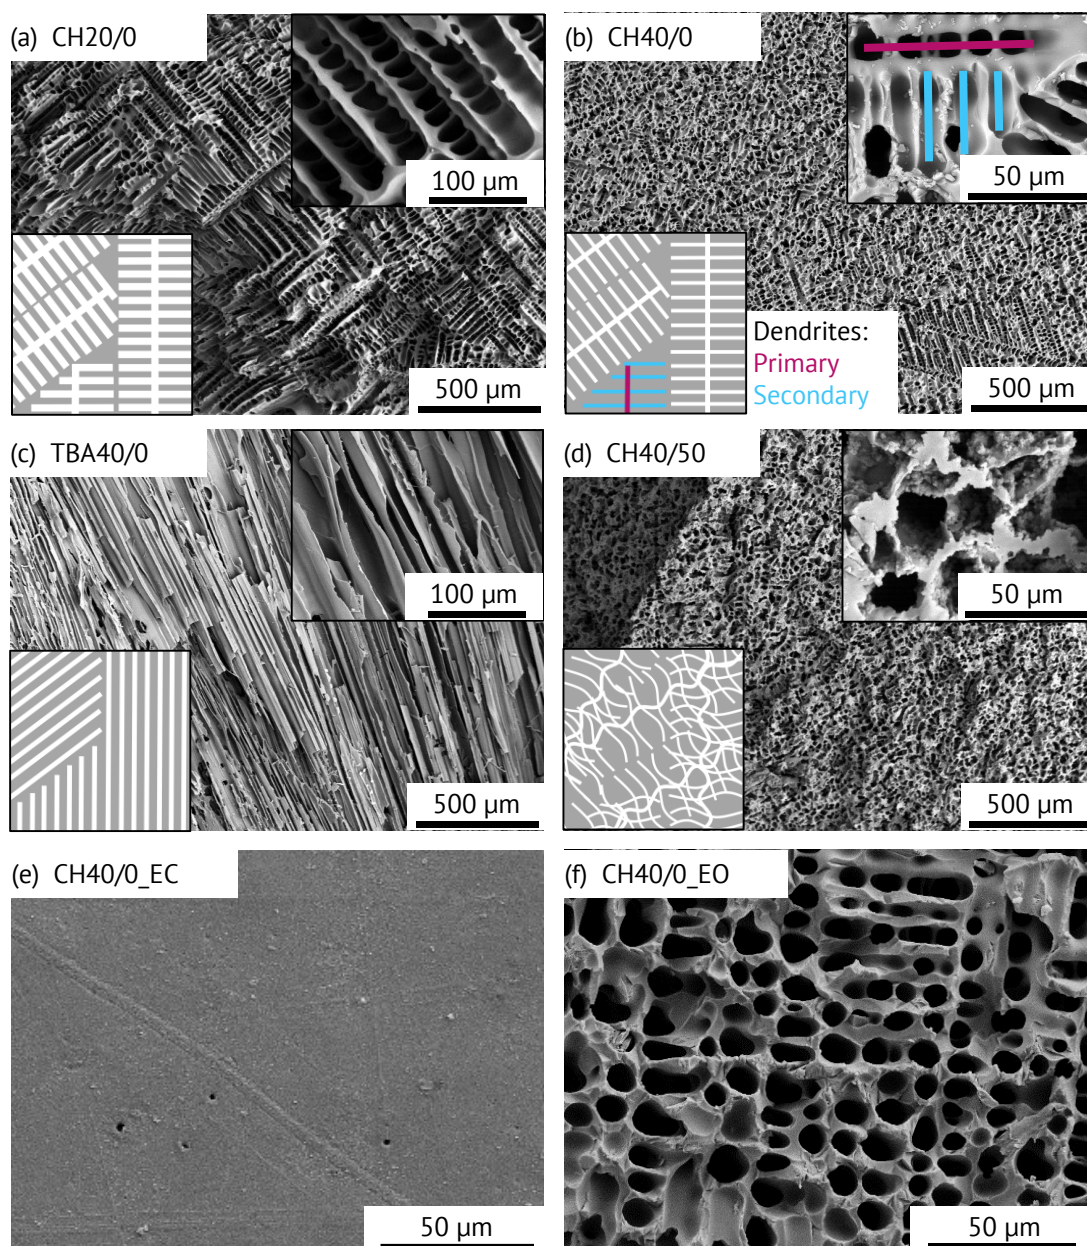 (a) CH20/0
100 µm
500 µm
(b) CH40/0
50 µm
Dendrites:
Primary
Secondary
500 µm
(c) TBA40/0
100 µm
500 µm
(d) CH40/50
50 µm
500 µm
(e) CH40/0_EC
50 µm
(f) CH40/0_EO
50 µm